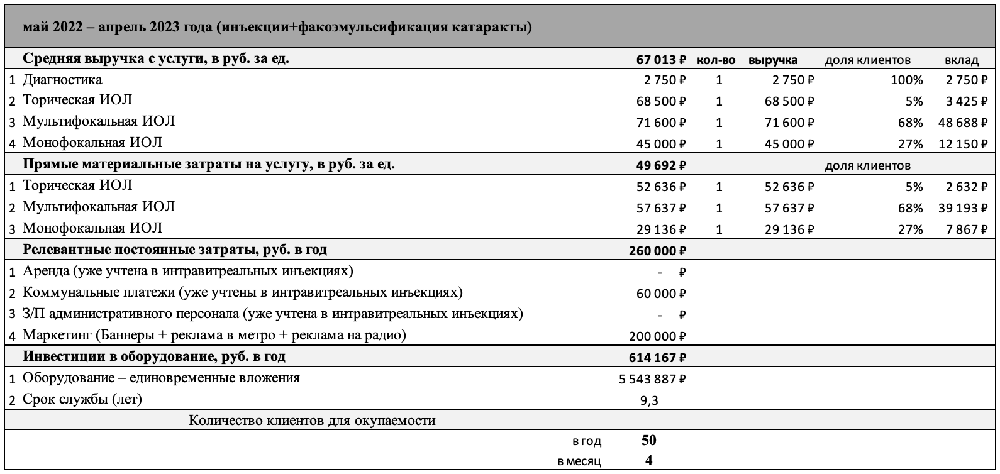 май 2022 – апрель 2023 года (инъекции+факоэмульсификация катаракты)
Средняя выручка с услуги, в руб. за ед. 67 013 ₽ кол-во выручка доля клиентов вклад
1 Диагностика 2 750 ₽ 1 2 750 ₽ 100% 2 750 ₽
2 Торическая ИОЛ 68 500 ₽ 1 68 500 ₽ 5% 3 425 ₽
3 Мультифокальная ИОЛ 71 600 ₽ 1 71 600 ₽ 68% 48 688 ₽
4 Монофокальная ИОЛ 45 000 ₽ 1 45 000 ₽ 27% 12 150 ₽
Прямые материальные затраты на услугу, в руб. за ед. 49 692 ₽ доля клиентов
1 Торическая ИОЛ 52 636 ₽ 1 52 636 ₽ 5% 2 632 ₽
2 Мультифокальная ИОЛ 57 637 ₽ 1 57 637 ₽ 68% 39 193 ₽
3 Монофокальная ИОЛ 29 136 ₽ 1 29 136 ₽ 27% 7 867 ₽
Релевантные постоянные затраты, руб. в год 260 000 ₽
1 Аренда (уже учтена в интравитреальных инъекциях) - ₽
2 Коммунальные платежи (уже учтены в интравитреальных инъекциях) 60 000 ₽
3 З/П административного персонала (уже учтена в интравитреальных инъекциях) - ₽
4 Маркетинг (Баннеры + реклама в метро + реклама на радио) 200 000 ₽
Инвестиции в оборудование, руб. в год 614 167 ₽
1 Оборудование – единовременные вложения 5 543 887 ₽
2 Срок службы (лет) 9,3
Количество клиентов для окупаемости
в год 50
в месяц 4